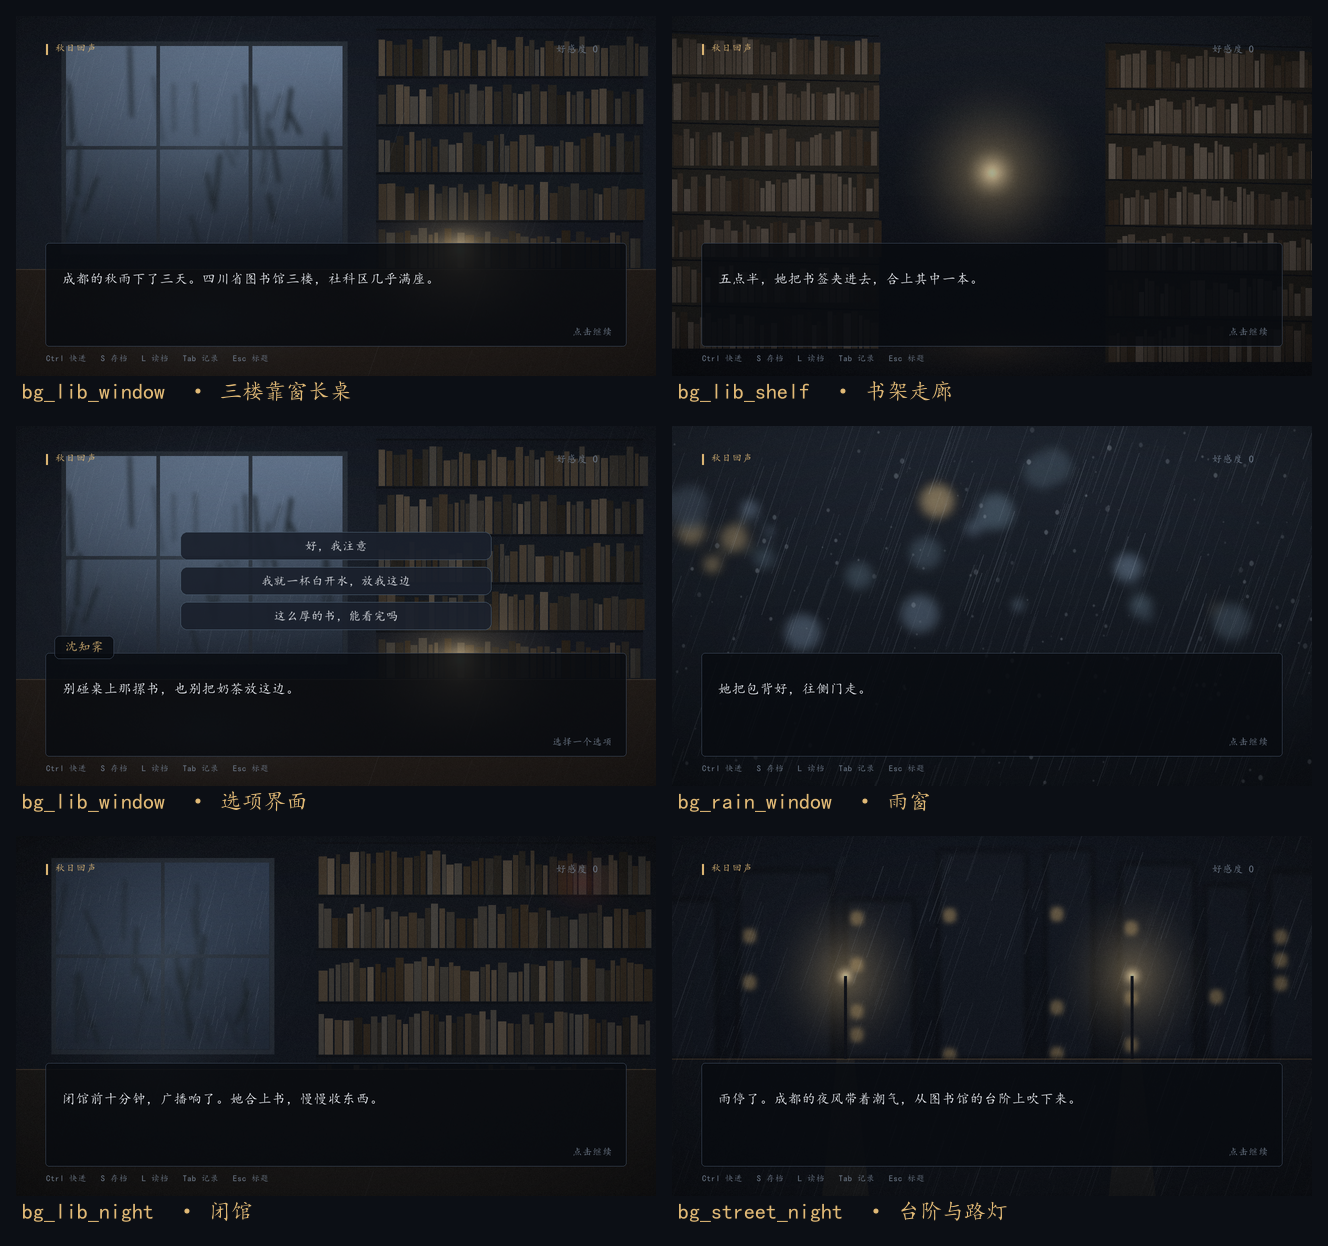 秋日回声
好感度 0
成都的秋雨下了三天。四川省图书馆三楼，社科区几乎满座。
点击继续
Ctrl 快进 S 存档 L 读档 Tab 记录 Esc 标题
bg_lib_window • 三楼靠窗长桌
秋日回声
好感度 0
五点半，她把书签夹进去，合上其中一本。
点击继续
Ctrl 快进 S 存档 L 读档 Tab 记录 Esc 标题
bg_lib_shelf • 书架走廊
秋日回声
好感度 0
好，我注意
我就一杯白开水，放我这边
这么厚的书，能看完吗
沈知霁
别碰桌上那摞书，也别把奶茶放这边。
选择一个选项
Ctrl 快进 S 存档 L 读档 Tab 记录 Esc 标题
bg_lib_window • 选项界面
秋日回声
好感度 0
她把包背好，往侧门走。
点击继续
Ctrl 快进 S 存档 L 读档 Tab 记录 Esc 标题
bg_rain_window • 雨窗
秋日回声
好感度 0
闭馆前十分钟，广播响了。她合上书，慢慢收东西。
点击继续
Ctrl 快进 S 存档 L 读档 Tab 记录 Esc 标题
bg_lib_night • 闭馆
秋日回声
好感度 0
雨停了。成都的夜风带着潮气，从图书馆的台阶上吹下来。
点击继续
Ctrl 快进 S 存档 L 读档 Tab 记录 Esc 标题
bg_street_night • 台阶与路灯